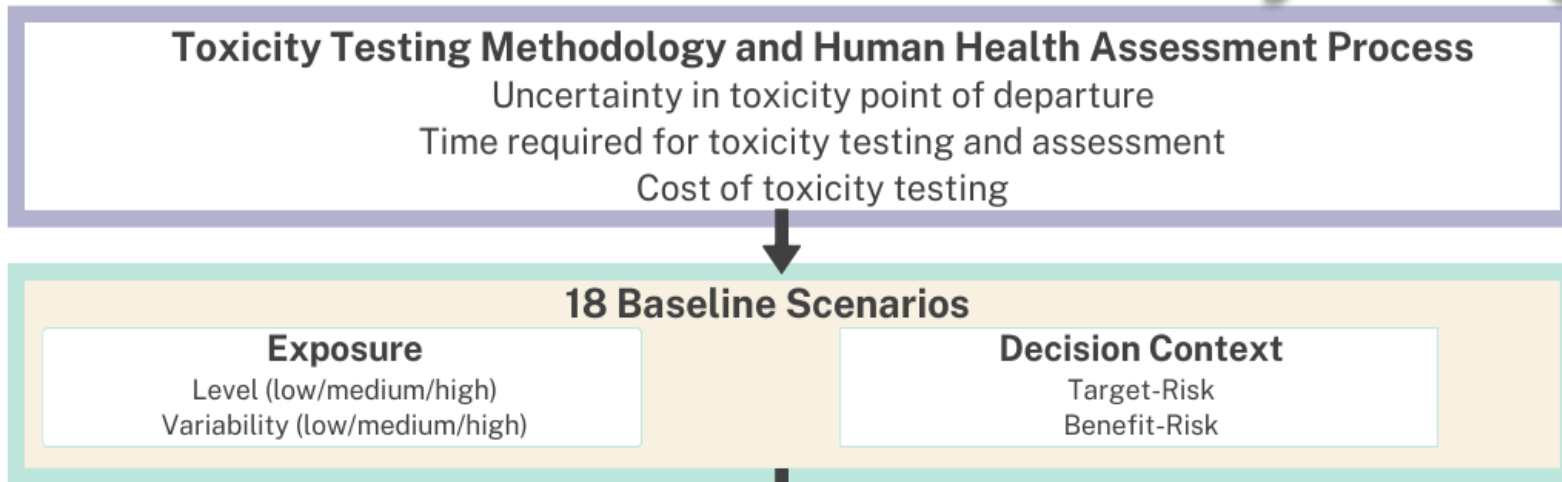 Toxicity Testing Methodology and Human Health Assessment Process
Uncertainty in toxicity point of departure
Time required for toxicity testing and assessment
Cost of toxicity testing
18 Baseline Scenarios
Exposure
Level (low/medium/high)
Variability (low/medium/high)
Decision Context
Target-Risk
Benefit-Risk